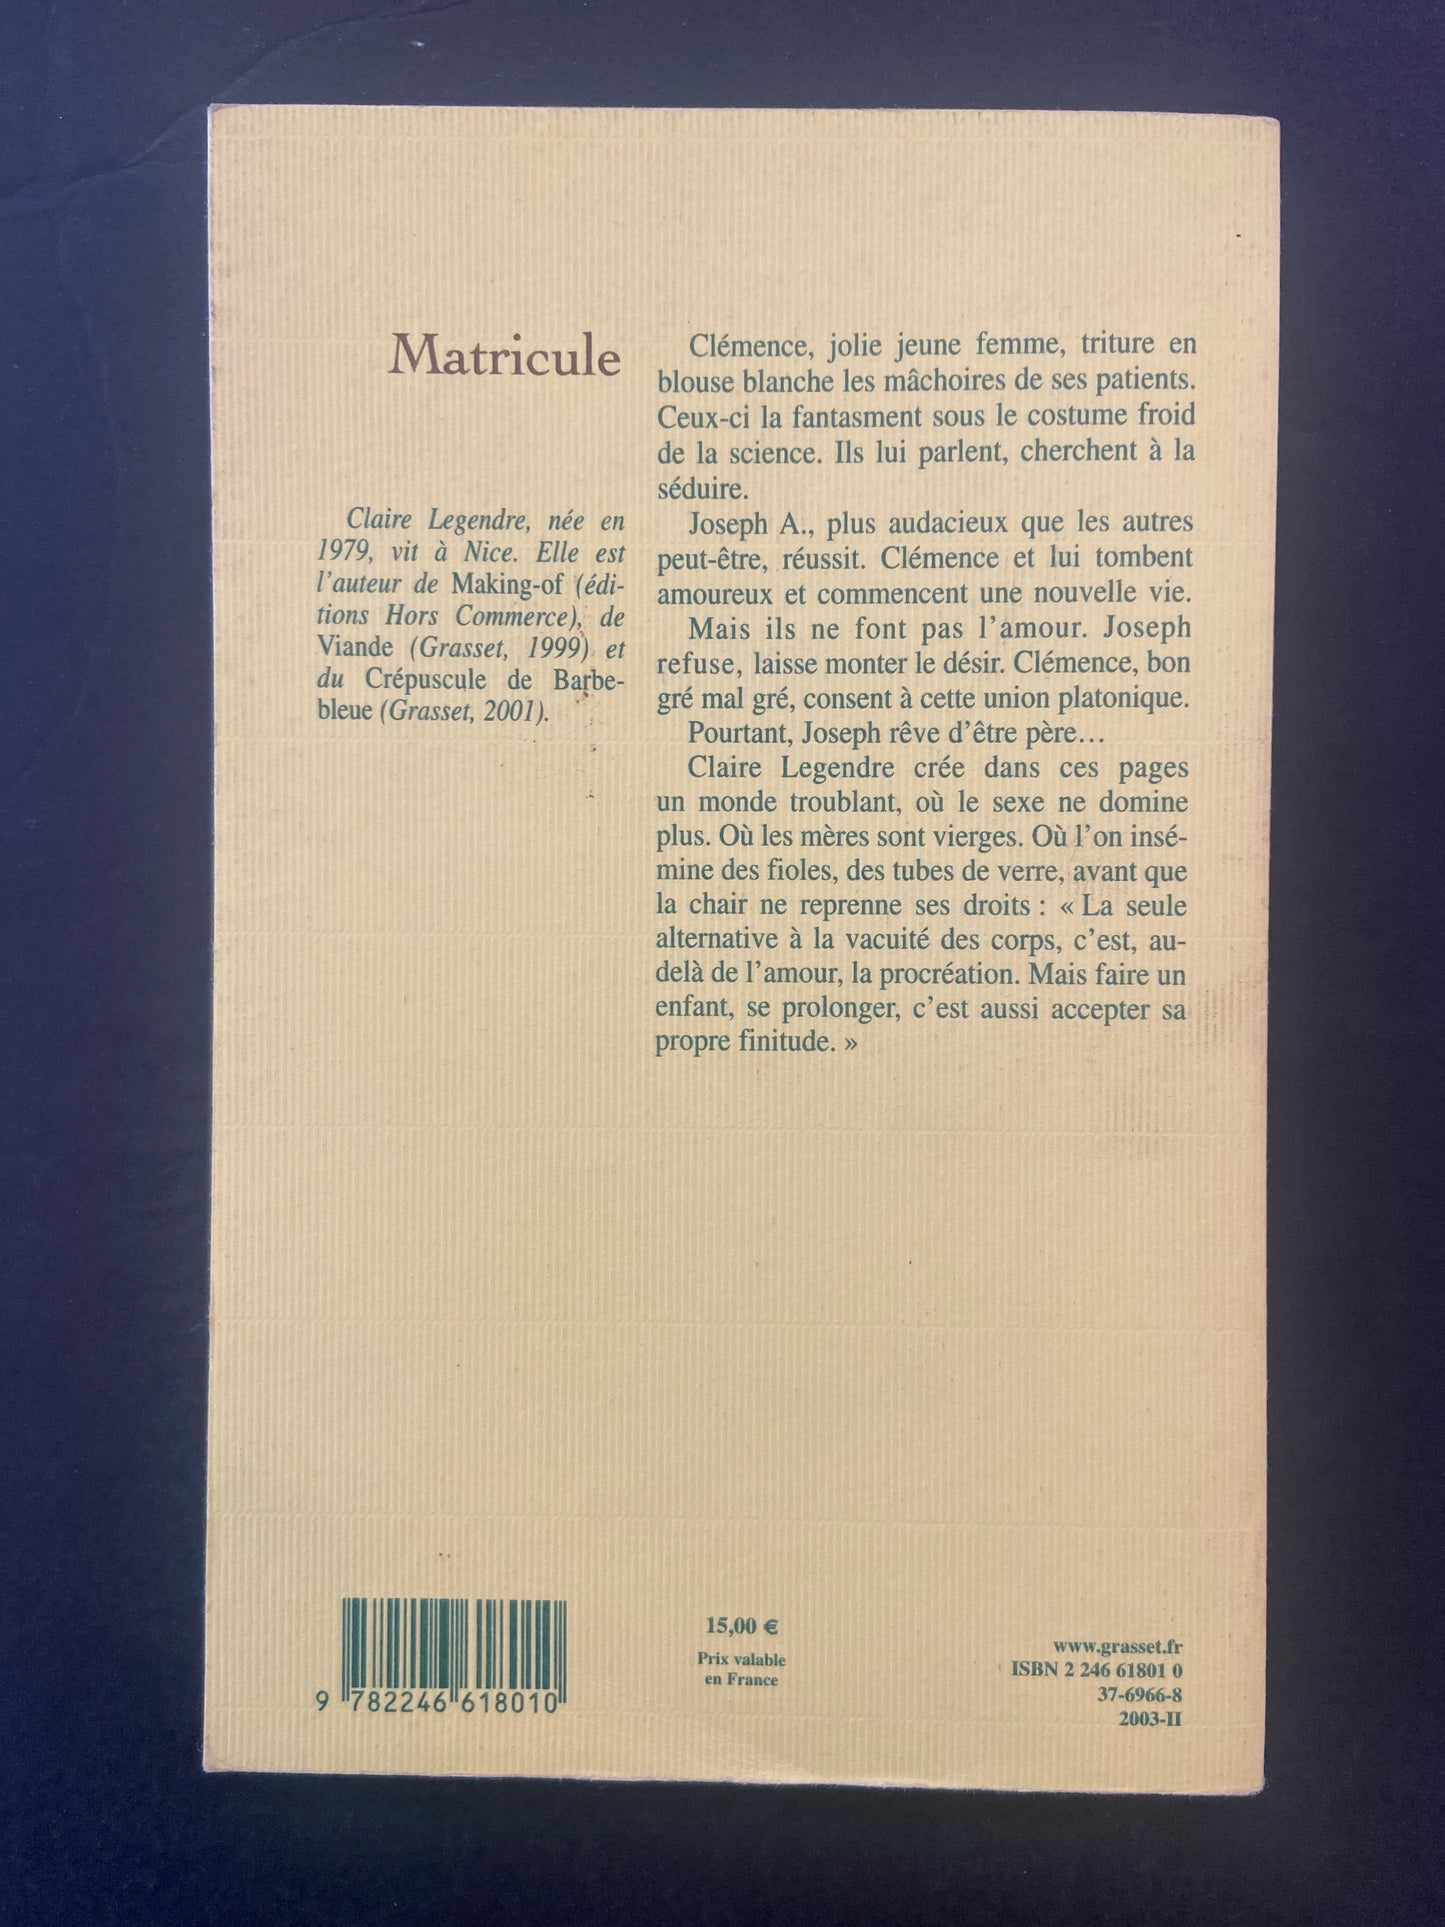 Matricule
Claire Legendre, née en
1979, vit à Nice. Elle est
l'auteur de Making-of (édi-
tions Hors Commerce), de
Viande (Grasset, 1999) et
du Crépuscule de Barbe-
bleue (Grasset, 2001).
Clémence, jolie jeune femme, triture en
blouse blanche les mâchoires de ses patients.
Ceux-ci la fantasment sous le costume froid
de la science. Ils lui parlent, cherchent à la
séduire.
Joseph A., plus audacieux que les autres
peut-être, réussit. Clémence et lui tombent
amoureux et commencent une nouvelle vie.
Mais ils ne font pas l'amour. Joseph
refuse, laisse monter le désir. Clémence, bon
gré mal gré, consent à cette union platonique.
Pourtant, Joseph rêve d'être père...
Claire Legendre crée dans ces pages
un monde troublant, où le sexe ne domine
plus. Où les mères sont vierges. Où l'on insé-
mine des fioles, des tubes de verre, avant que
la chair ne reprenne ses droits : « La seule
alternative à la vacuité des corps, c'est, au-
delà de l'amour, la procréation. Mais faire un
enfant, se prolonger, c'est aussi accepter sa
propre finitude. »
9 782246 618010
15,00 €
Prix valable
en France
www.grasset.fr
ISBN 2 246 61801 0
37-6966-8
2003-II